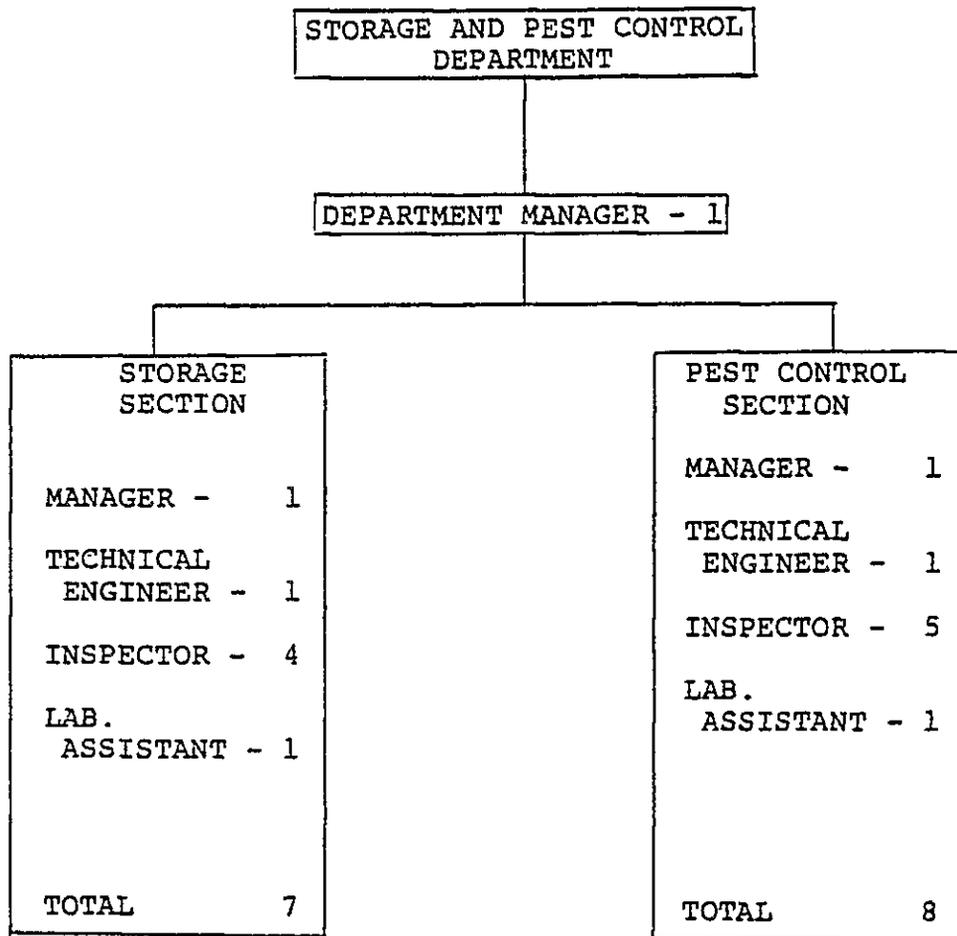 STORAGE AND PEST CONTROL
DEPARTMENT
DEPARTMENT MANAGER - 1
STORAGE
SECTION
MANAGER - 1
TECHNICAL
ENGINEER - 1
INSPECTOR - 4
LAB.
ASSISTANT - 1
TOTAL 7
PEST CONTROL
SECTION
MANAGER - 1
TECHNICAL
ENGINEER - 1
INSPECTOR - 5
LAB.
ASSISTANT - 1
TOTAL 8